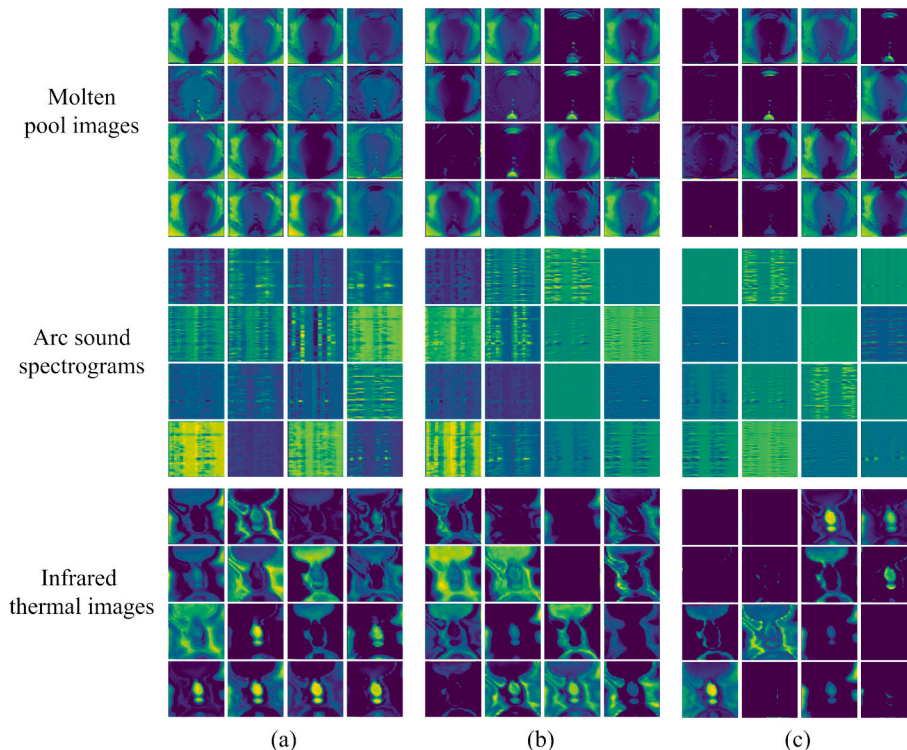 Molten
pool images
Arc sound
spectrograms
Infrared
thermal images
(a)
(b)
(c)